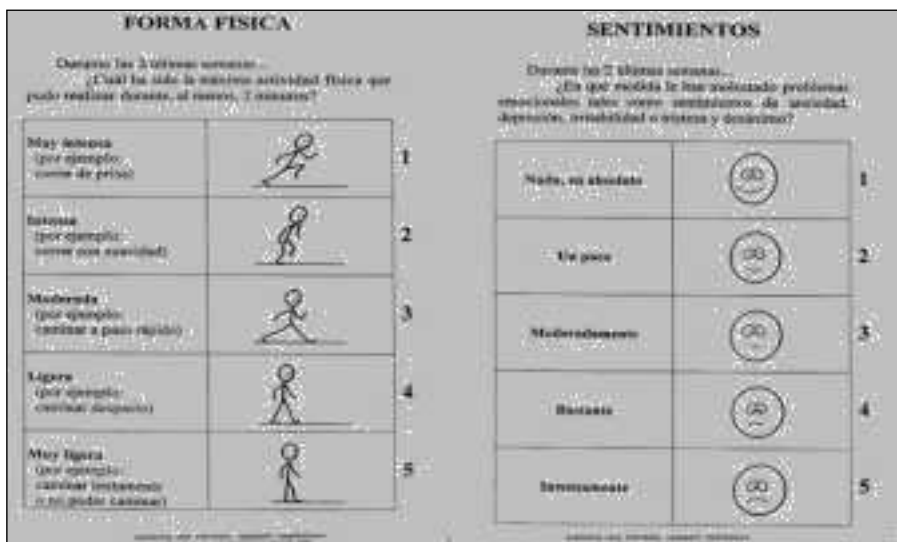 FORMA FISICA
Durante las 2 últimas semanas...
¿Cuál ha sido la máxima actividad física que
pudo realizar durante, al menos, 2 minutos?
Muy intensa
(por ejemplo:
correr de prisa)
1
Intensa
(por ejemplo:
correr con suavidad)
2
Moderada
(por ejemplo:
caminar a paso rápido)
3
Ligera
(por ejemplo:
caminar despacio)
4
Muy ligera
(por ejemplo:
caminar lentamente
o no poder caminar)
5
SENTIMIENTOS
Durante las 2 últimas semanas...
¿En qué medida le han molestado problemas
emocionales tales como sentimientos de ansiedad,
depresión, irritabilidad o tristeza y desánimo?
Nada, en absoluto
1
Un poco
2
Moderadamente
3
Bastante
4
Intensamente
5